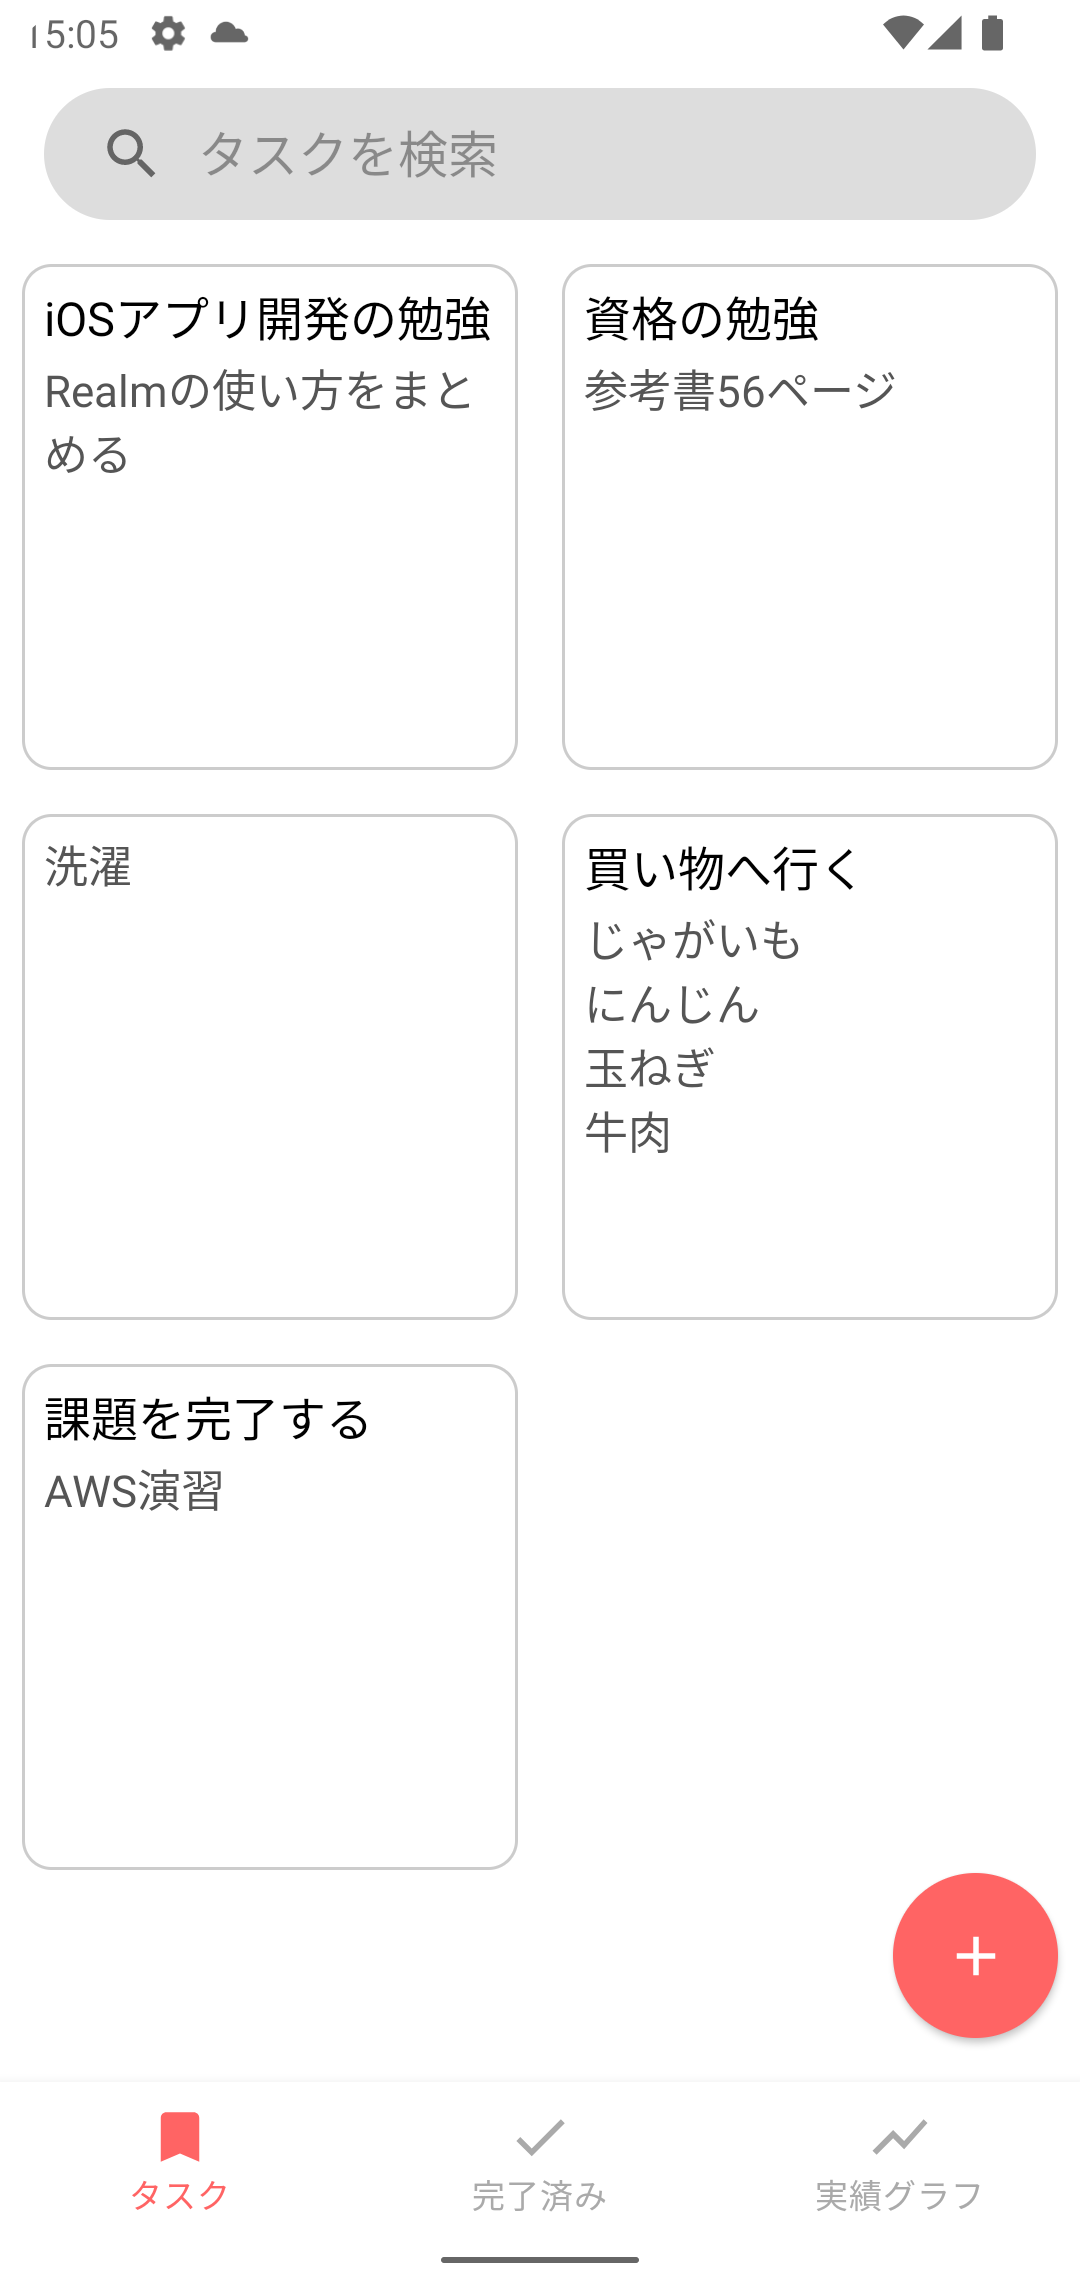 15:05
タスクを検索
iOSアプリ開発の勉強
Realmの使い方をまと
める
資格の勉強
参考書56ページ
洗濯
買い物へ行く
じゃがいも
にんじん
玉ねぎ
牛肉
課題を完了する
AWS演習
タスク
完了済み
実績グラフ